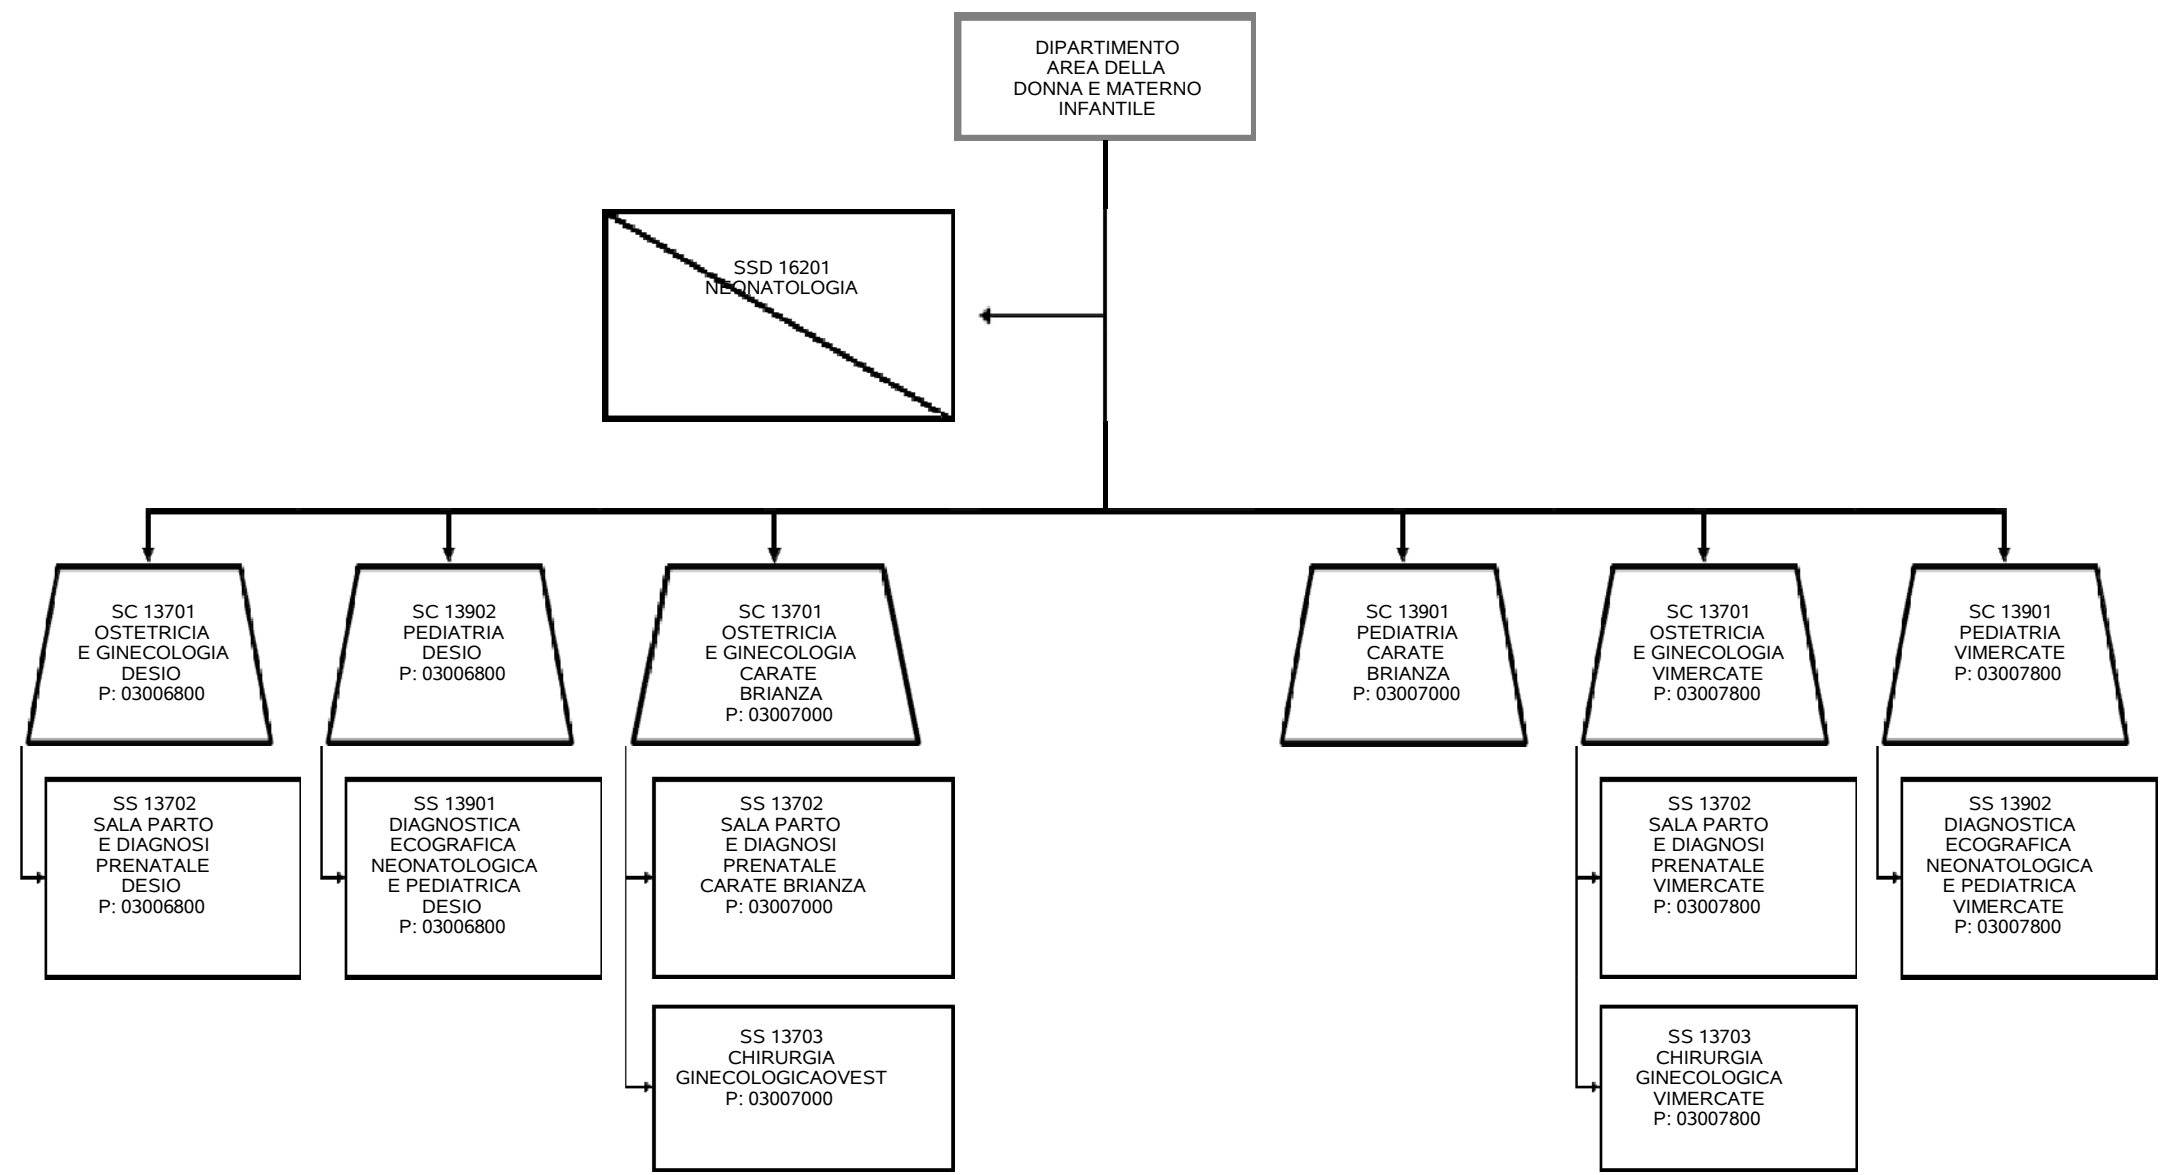 DIPARTIMENTO
AREA DELLA
DONNA E MATERNO
INFANTILE
SSD 16201
NEONATOLOGIA
SC 13701
OSTETRICIA
E GINECOLOGIA
DESIO
P: 03006800
SC 13902
PEDIATRIA
DESIO
P: 03006800
SC 13701
OSTETRICIA
E GINECOLOGIA
CARATE
BRIANZA
P: 03007000
SC 13901
PEDIATRIA
CARATE
BRIANZA
P: 03007000
SC 13701
OSTETRICIA
E GINECOLOGIA
VIMERCATE
P: 03007800
SC 13901
PEDIATRIA
VIMERCATE
P: 03007800
SS 13702
SALA PARTO
E DIAGNOSI
PRENATALE
DESIO
P: 03006800
SS 13901
DIAGNOSTICA
ECOGRAFICA
NEONATOLOGICA
E PEDIATRICA
DESIO
P: 03006800
SS 13702
SALA PARTO
E DIAGNOSI
PRENATALE
CARATE BRIANZA
P: 03007000
SS 13702
SALA PARTO
E DIAGNOSI
PRENATALE
VIMERCATE
P: 03007800
SS 13902
DIAGNOSTICA
ECOGRAFICA
NEONATOLOGICA
E PEDIATRICA
VIMERCATE
P: 03007800
SS 13703
CHIRURGIA
GINECOLOGICAOVEST
P: 03007000
SS 13703
CHIRURGIA
GINECOLOGICA
VIMERCATE
P: 03007800